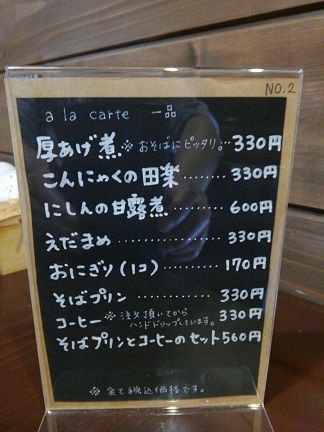 NO.2
a la carte 一品
厚あげ煮 ※おそばにピッタリ… 330円
こんにゃくの田楽 ……… 330円
にしんの甘露煮 ……… 600円
えだまめ …………… 330円
おにぎり(1コ) ……… 170円
そばプリン ………… 330円
コーヒー ※注文頂いてからハンドドリップしています。 330円
そばプリンとコーヒーのセット 560円
※全て税込価格です。